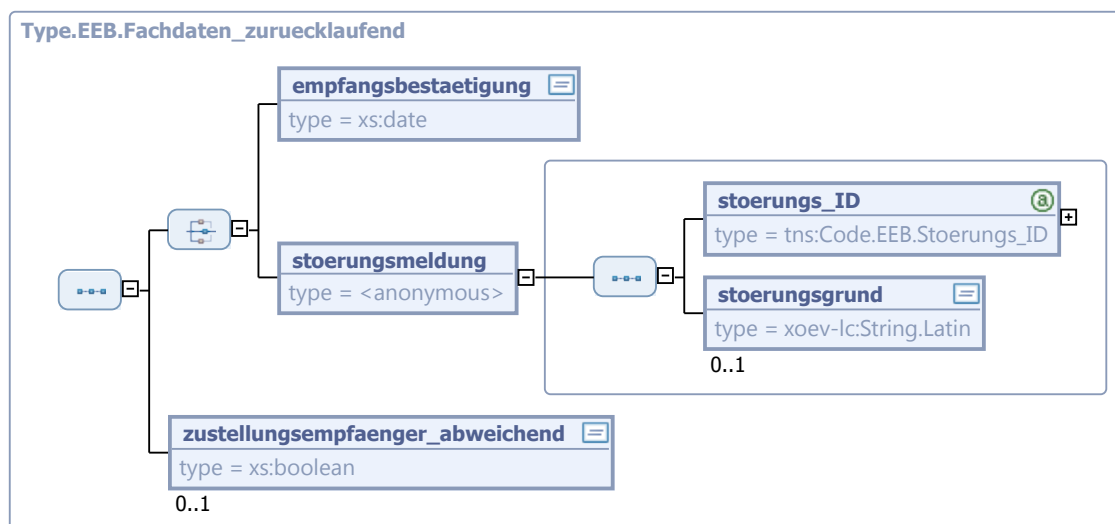 Type.EEB.Fachdaten_zuruecklaufend
empfangsbestaetigung
type = xs:date
stoerungsmeldung
type = <anonymous>
stoerungs_ID
a
type = tns:Code.EEB.Stoerungs_ID
stoerungsgrund
type = xoev-lc:String.Latin
0..1
zustellungsempfaenger_abweichend
type = xs:boolean
0..1